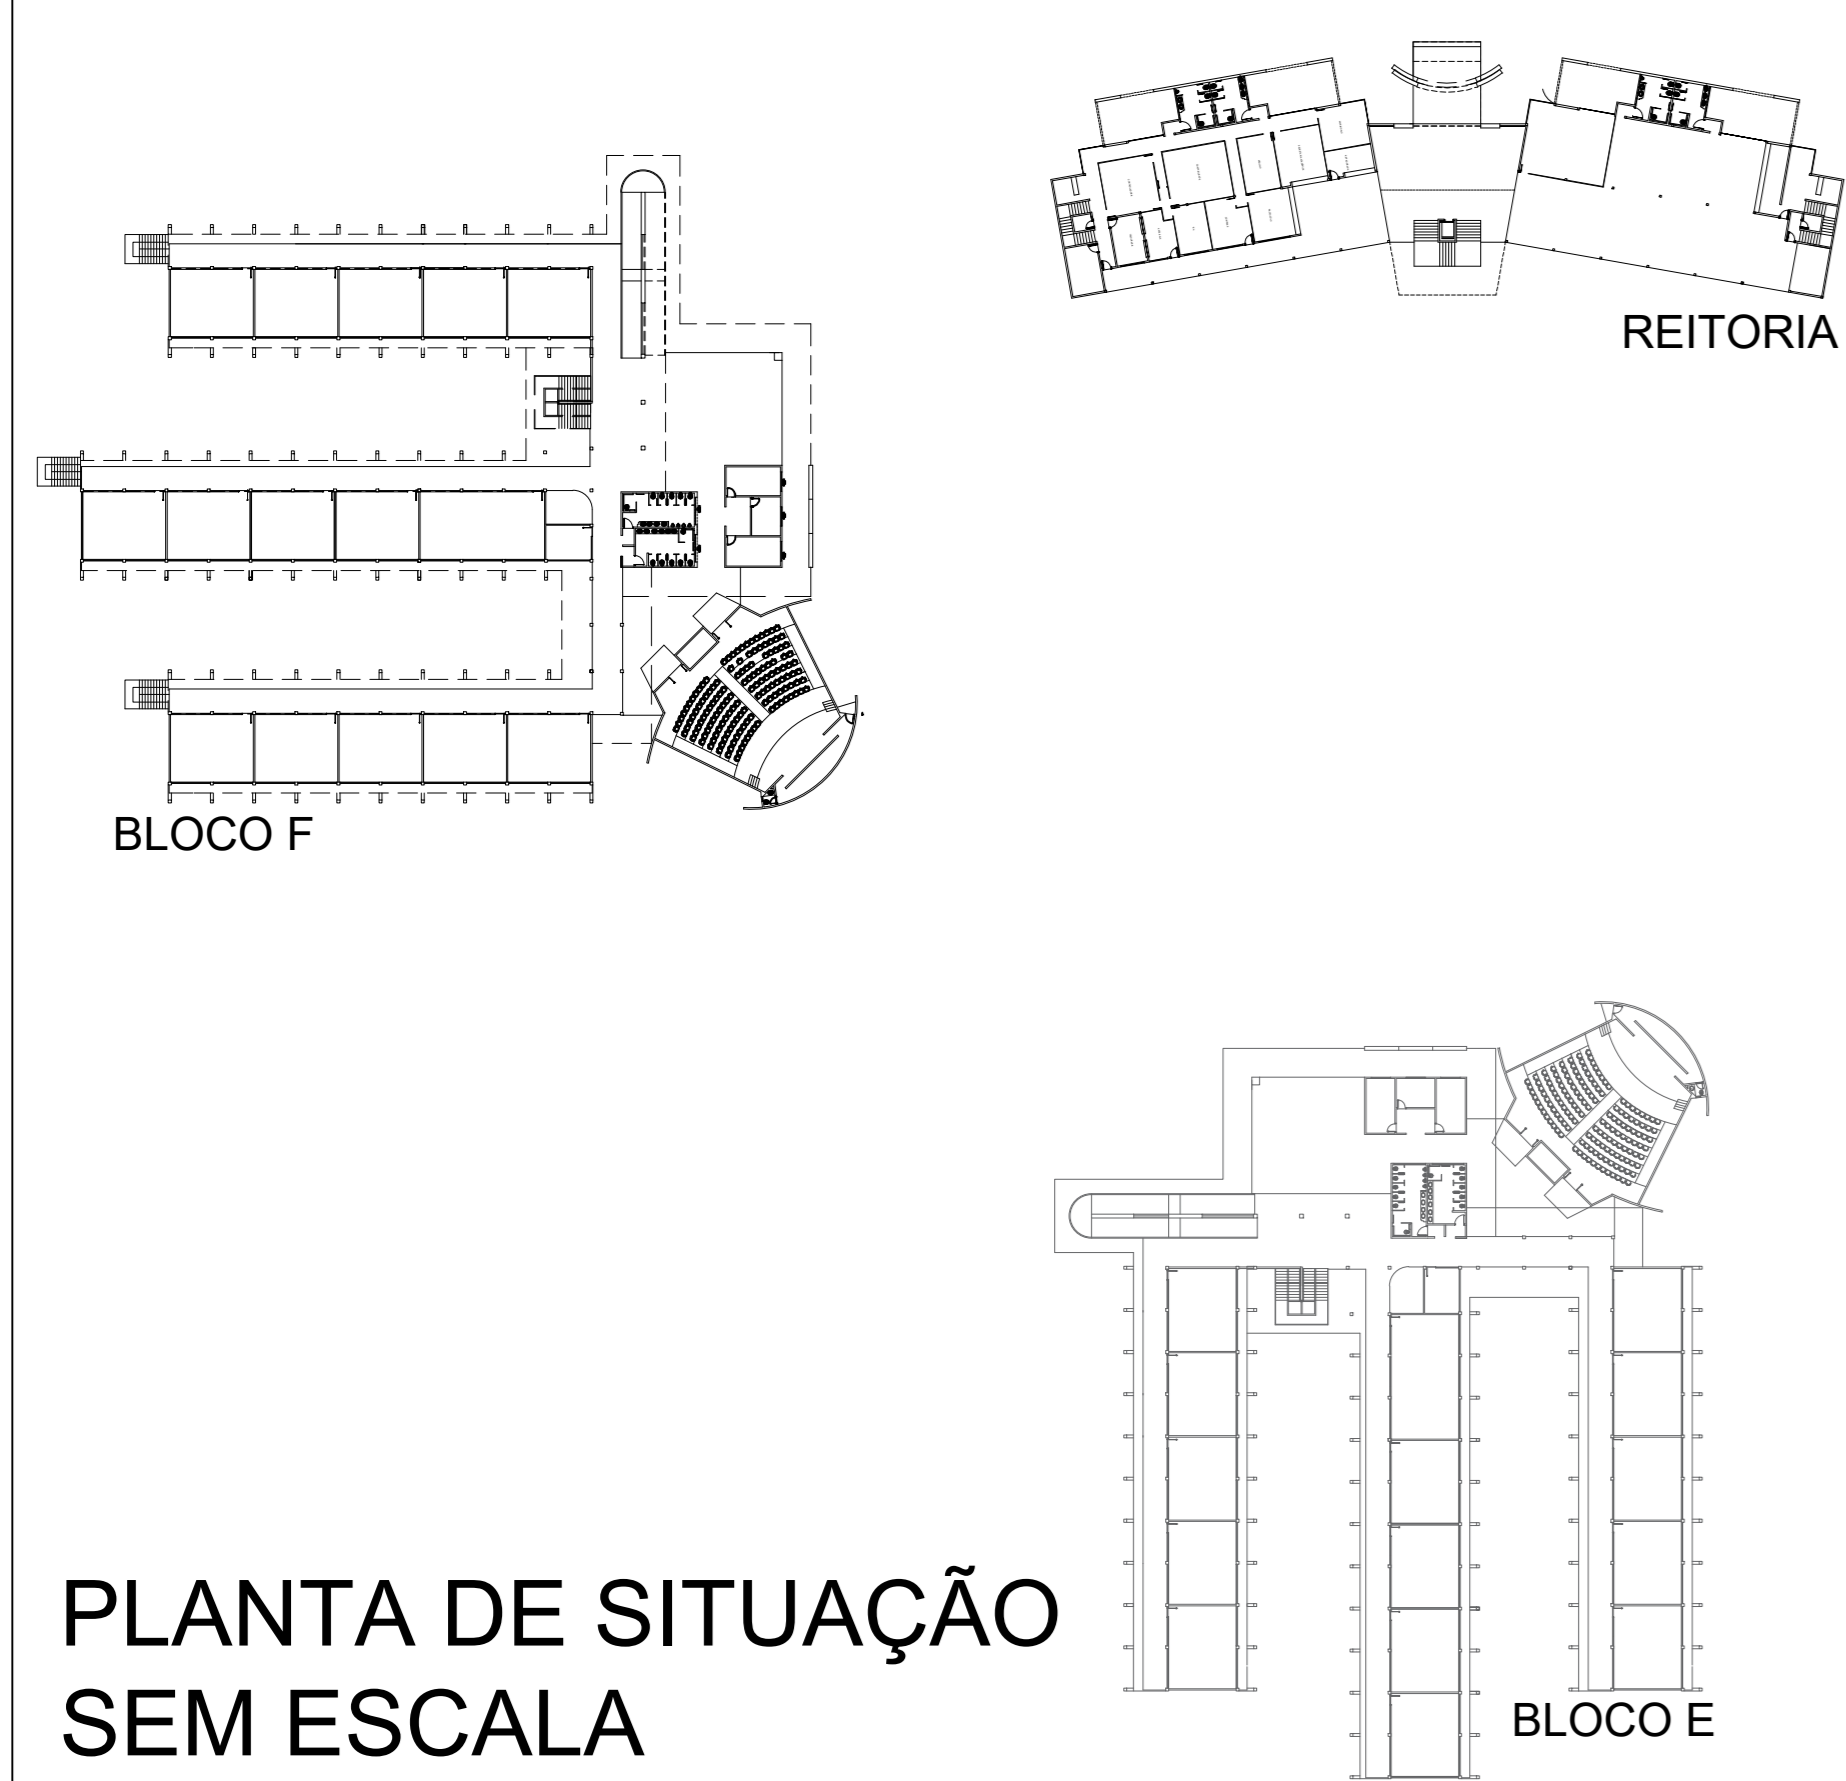 REITORIA
BLOCO F
PLANTA DE SITUAÇÃO
SEM ESCALA
BLOCO E